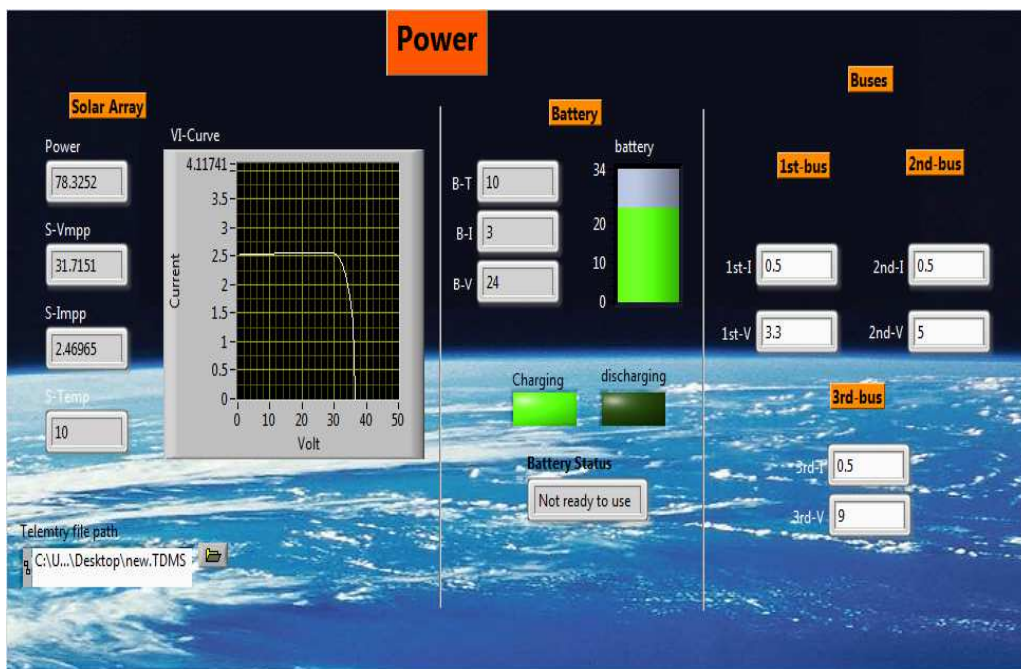 Power
Solar Array
Power
78.3252
S-Vmpp
31.7151
S-Impp
2.46965
S-Temp
10
VI-Curve
4.11741
3.5
3
2.5
2
1.5
1
0.5
0
Current
0 10 20 30 40 50
Volt
Telemtry file path
C:\U...\Desktop\new.TDMS
Battery
B-T 10
B-I 3
B-V 24
battery
34
20
10
0
Charging discharging
Battery Status
Not ready to use
Buses
1st-bus 2nd-bus
1st-I 0.5 2nd-I 0.5
1st-V 3.3 2nd-V 5
3rd-bus
3rd-I 0.5
3rd-V 9